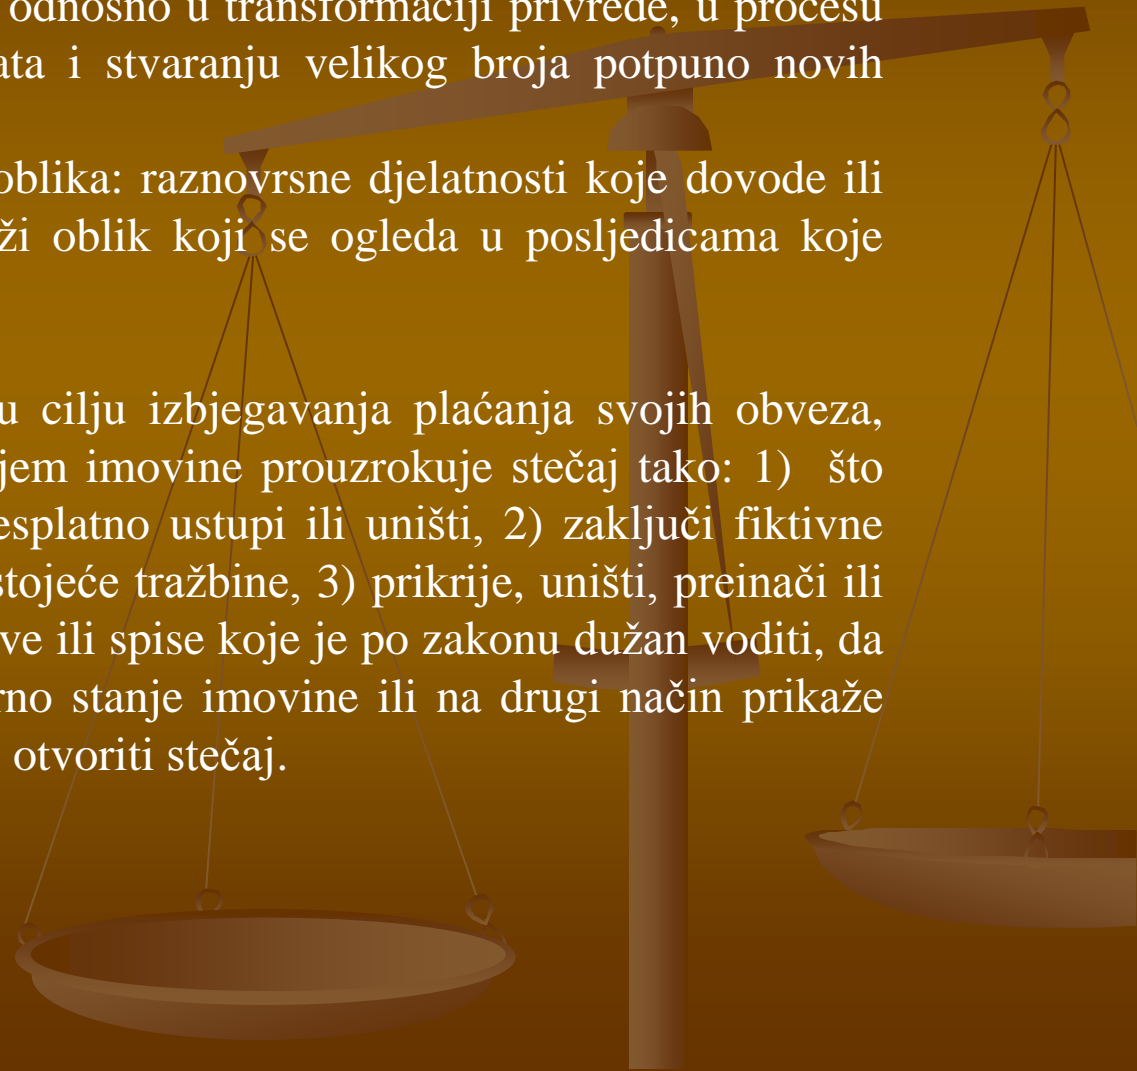 odnosno u transformaciji privrede, u procesu
ata i stvaranju velikog broja potpuno novih
oblika: raznovrsne djelatnosti koje dovode ili
ži oblik koji se ogleda u posljedicama koje
u cilju izbjegavanja plaćanja svojih obveza,
jem imovine prouzrokuje stečaj tako: 1) što
esplatno ustupi ili uništi, 2) zaključi fiktivne
stojeće tražbine, 3) prikrije, uništi, preinači ili
ve ili spise koje je po zakonu dužan voditi, da
rno stanje imovine ili na drugi način prikaže
otvoriti stečaj.